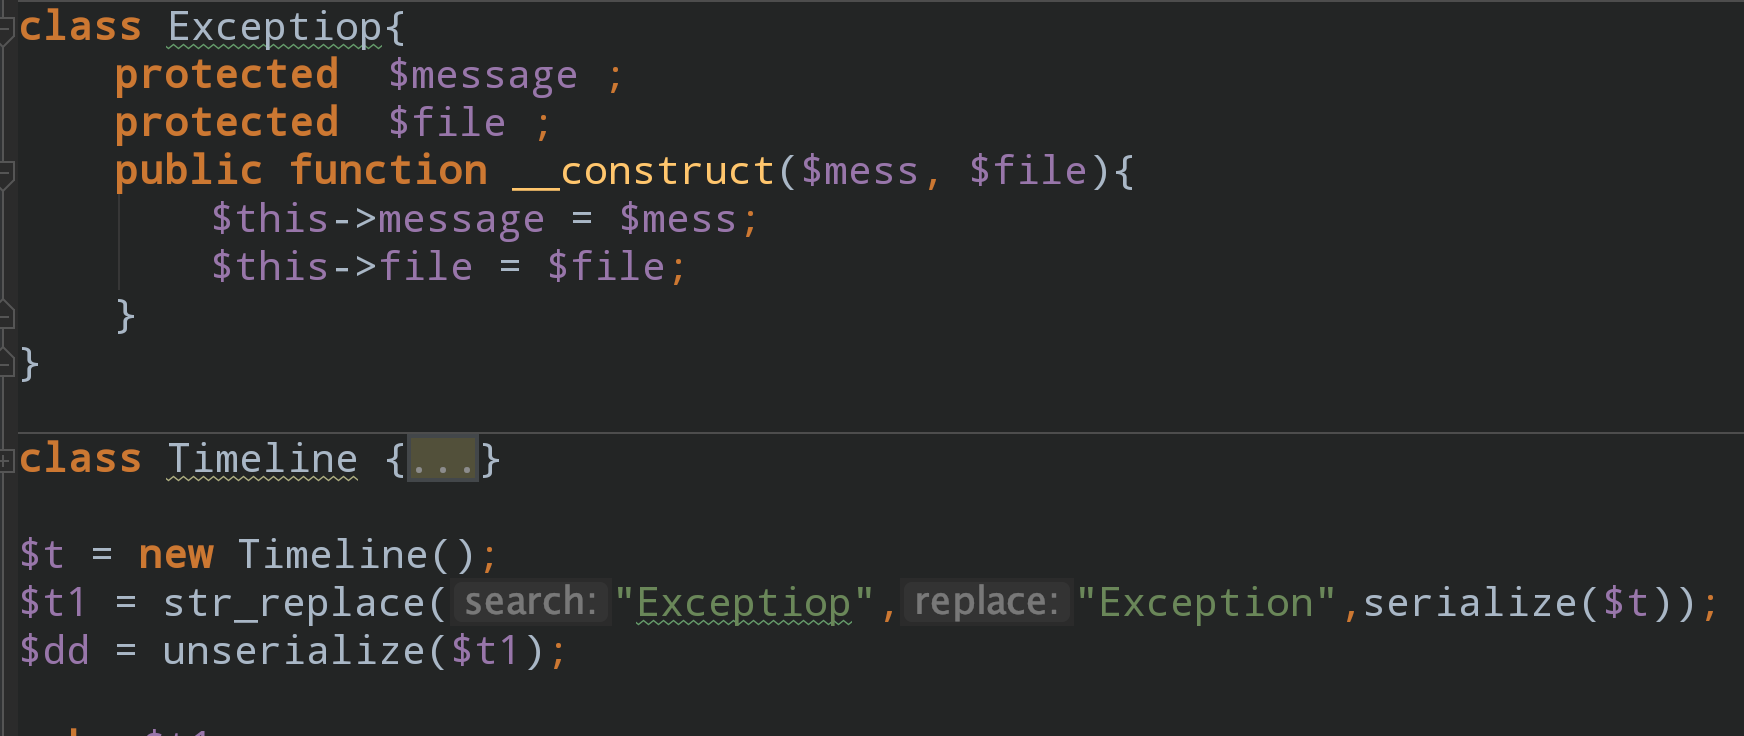 class Exceptiop{
protected  $message ;
protected  $file ;
public function __construct($mess, $file){
$this->message = $mess;
$this->file = $file;
}
}
class Timeline {...}
$t = new Timeline();
$t1 = str_replace( search: "Exceptiop", replace: "Exception",serialize($t));
$dd = unserialize($t1);